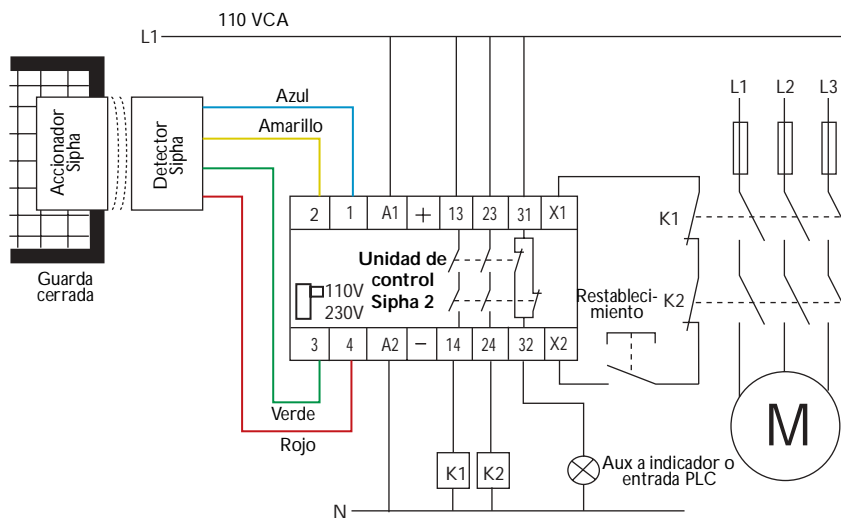 110 VCA
L1
L1 L2 L3
Azul
Amarillo
Accionador
Sipha
Detector
Sipha
2 1 A1 + 13 23 31 X1
K1
Guarda
cerrada
Unidad de
control
Sipha 2
110V
230V
Restableci-
miento
K2
3 4 A2 − 14 24 32 X2
Verde
Rojo
M
K1 K2
Aux a indicador o
entrada PLC
N